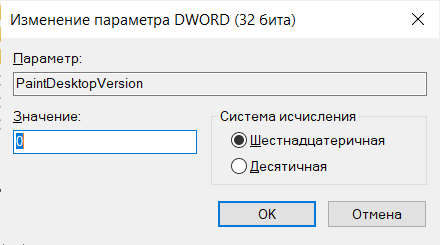 Изменение параметра DWORD (32 бита)
Параметр:
PaintDesktopVersion
Значение:
0
Система исчисления
Шестнадцатеричная
Десятичная
OK
Отмена